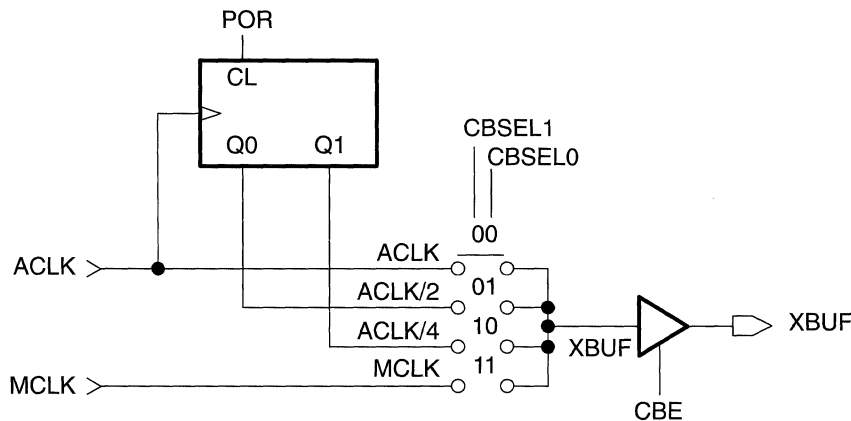 POR
CL
Q0 Q1
CBSEL1
CBSEL0
00
ACLK ACLK
01
ACLK/2
10
ACLK/4
XBUF XBUF
11
MCLK MCLK
CBE